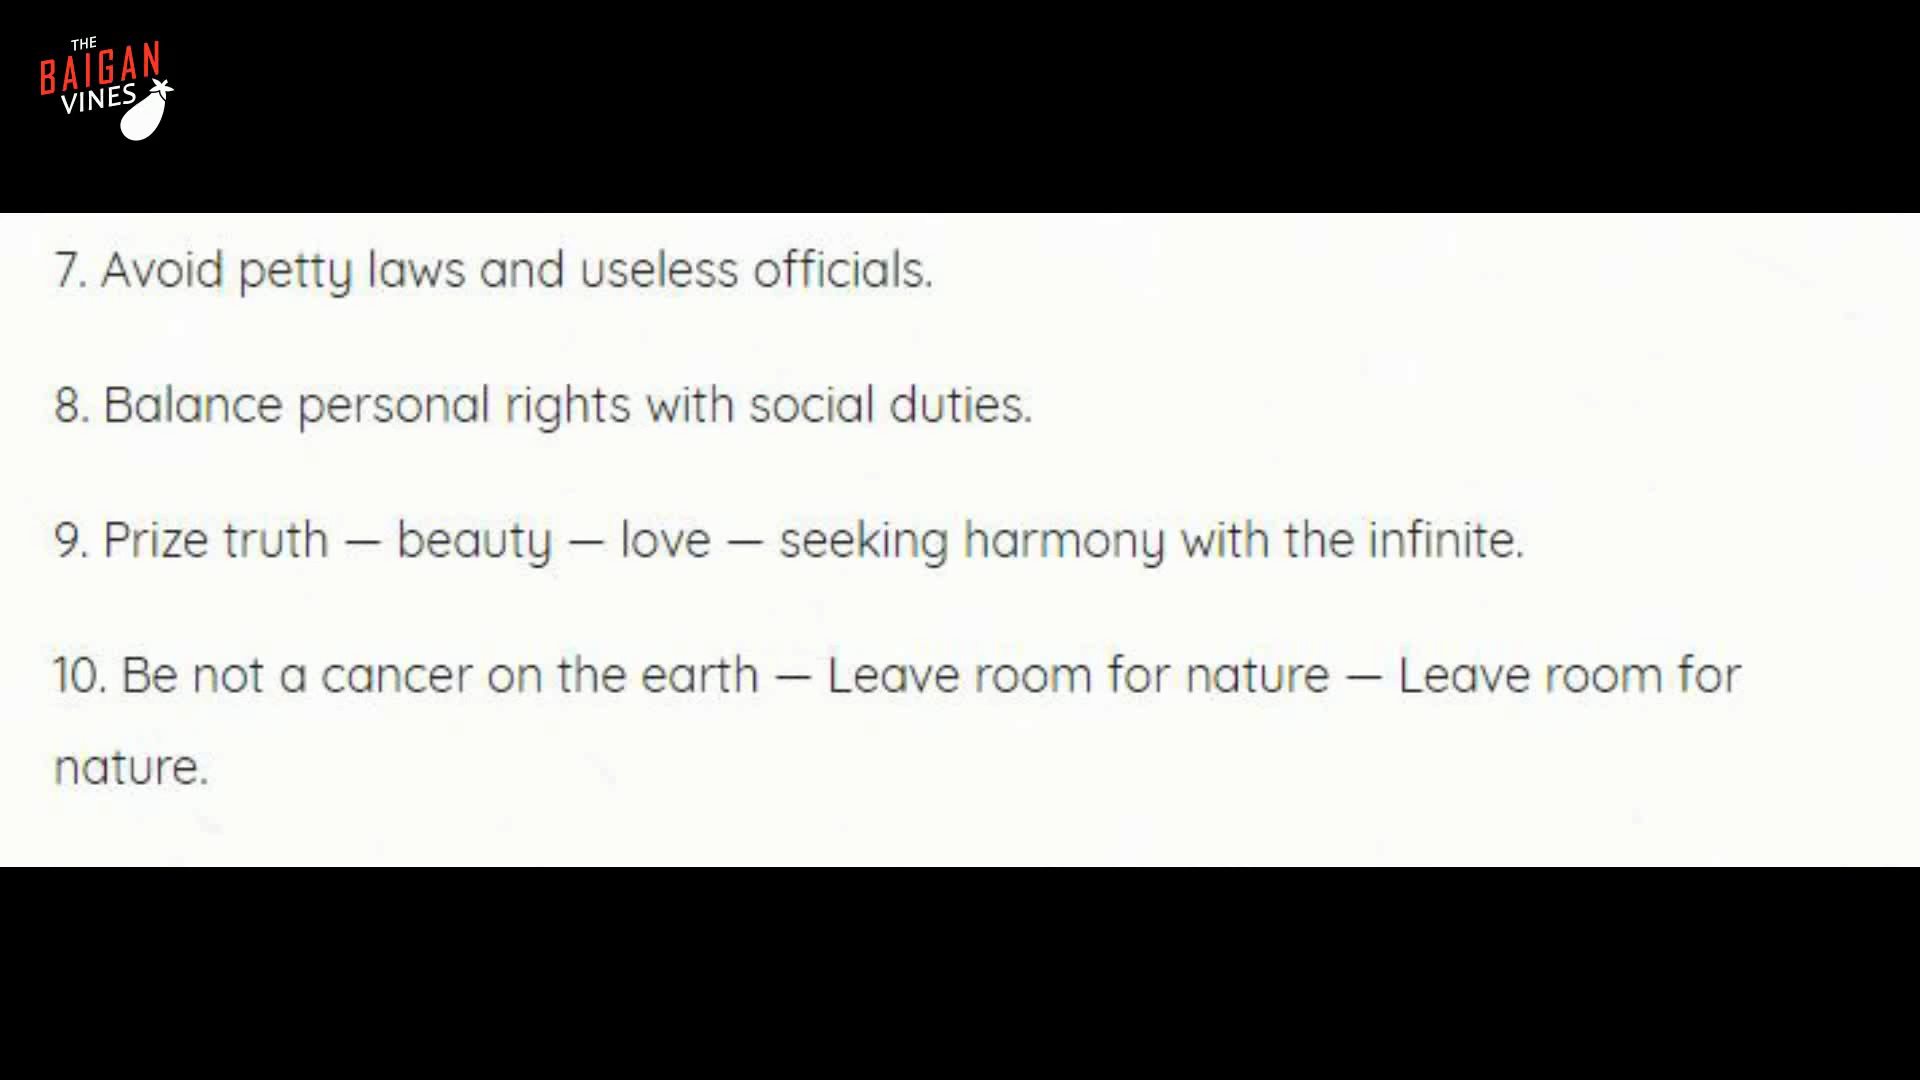 THE
BAIGAN
VINES
7. Avoid petty laws and useless officials.
8. Balance personal rights with social duties.
9. Prize truth — beauty — love — seeking harmony with the infinite.
10. Be not a cancer on the earth — Leave room for nature — Leave room for
nature.